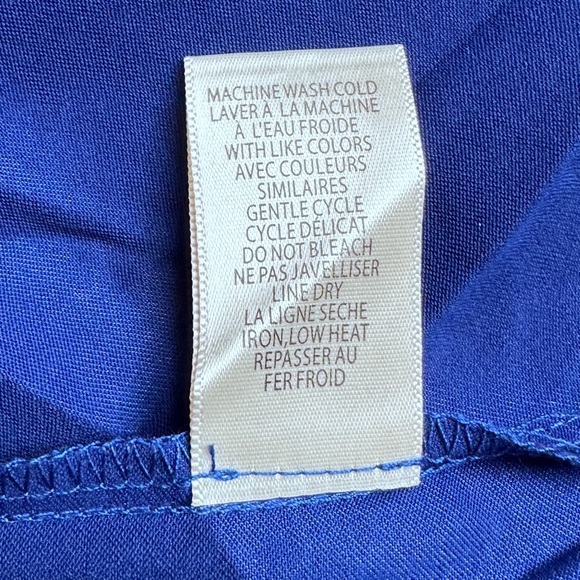 MACHINE WASH COLD
LAVER À LA MACHINE
À L'EAU FROIDE
WITH LIKE COLORS
AVEC COULEURS
SIMILAIRES
GENTLE CYCLE
CYCLE DÉLICAT
DO NOT BLEACH
NE PAS JAVELLISER
LINE DRY
LA LIGNE SECHE
IRON,LOW HEAT
REPASSER AU
FER FROID